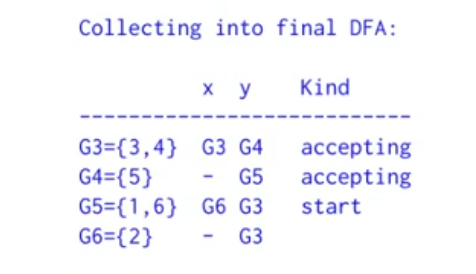 Collecting into final DFA:
x y Kind
---------------------------
G3={3,4} G3 G4 accepting
G4={5} - G5 accepting
G5={1,6} G6 G3 start
G6={2} - G3